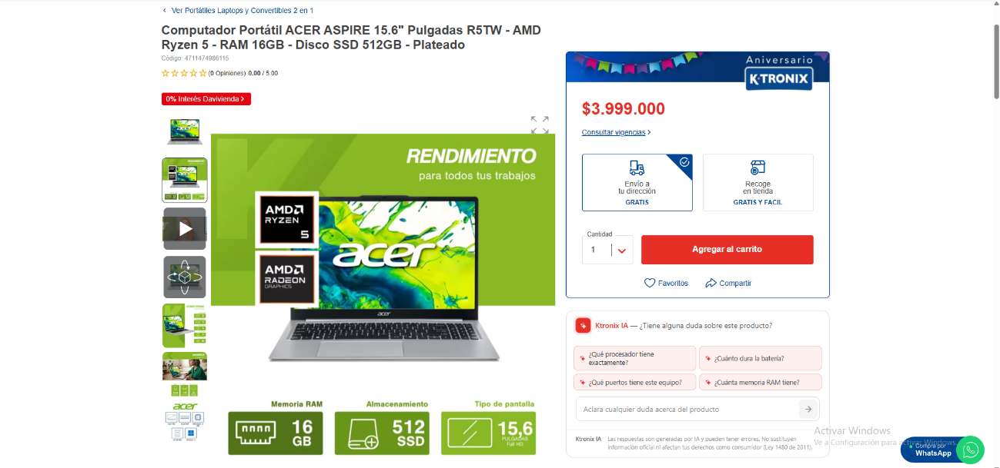 ‹ Ver Portátiles Laptops y Convertibles 2 en 1
Computador Portátil ACER ASPIRE 15.6" Pulgadas R5TW - AMD
Ryzen 5 - RAM 16GB - Disco SSD 512GB - Plateado
Código: 4711474986115
(0 Opiniones) 0.00 / 5.00
0% Interés Davivienda >
RENDIMIENTO
para todos tus trabajos
AMD
RYZEN
5
AMD
RADEON
GRAPHICS
acer
acer
Memoria RAM
16
GB
Almacenamiento
512
SSD
Tipo de pantalla
15,6
PULGADAS
Full HD
acer
Aniversario
K-TRONIX
$3.999.000
Consultar vigencias >
Envío a
tu dirección
GRATIS
Recoge
en tienda
GRATIS Y FACIL
Cantidad
1
Agregar al carrito
Favoritos
Compartir
Ktronix IA — ¿Tiene alguna duda sobre este producto?
¿Qué procesador tiene
exactamente?
¿Cuánto dura la batería?
¿Qué puertos tiene este equipo?
¿Cuánta memoria RAM tiene?
Aclara cualquier duda acerca del producto
Ktronix IA
Las respuestas son generadas por IA y pueden tener errores. No sustituyen
información oficial ni afectan tus derechos como consumidor (Ley 1480 de 2011).
Activar Windows
Ve a Configuración para activar Windows.
Compra por
WhatsApp